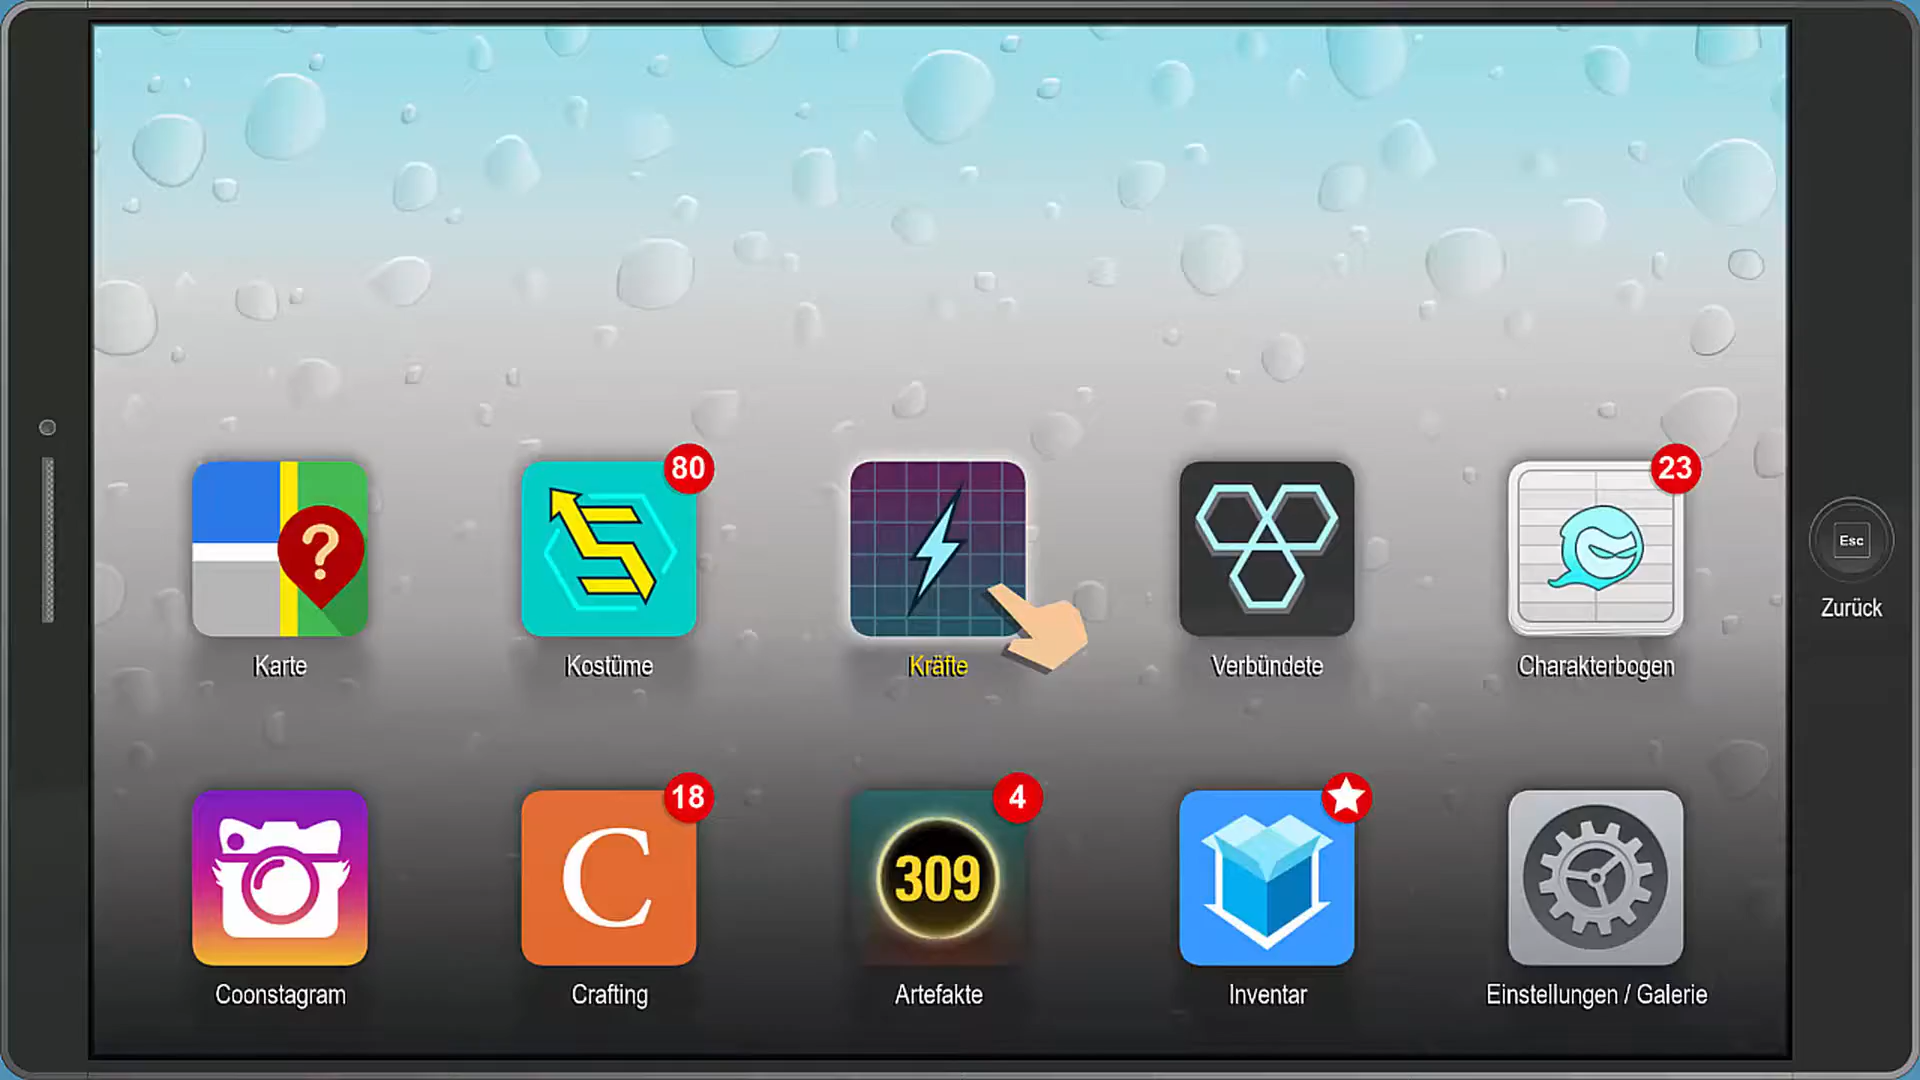 80
23
?
Esc
Zurück
Karte
Kostüme
Kräfte
Verbündete
Charakterbogen
18
4
C
309
Coonstagram
Crafting
Artefakte
Inventar
Einstellungen / Galerie